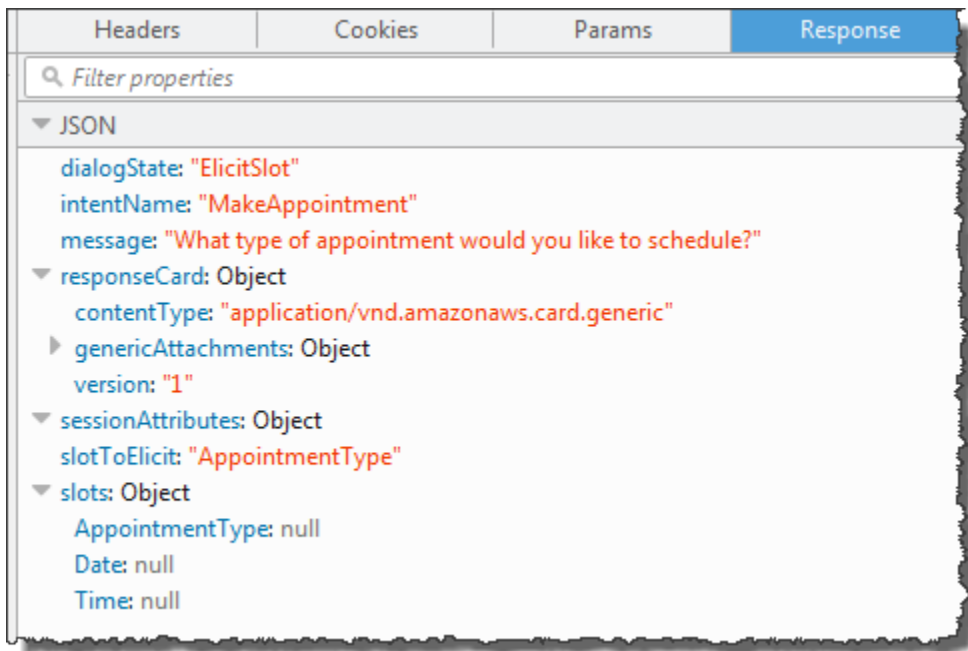 Headers Cookies Params Response
Filter properties
JSON
dialogState: "ElicitSlot"
intentName: "MakeAppointment"
message: "What type of appointment would you like to schedule?"
responseCard: Object
contentType: "application/vnd.amazonaws.card.generic"
genericAttachments: Object
version: "1"
sessionAttributes: Object
slotToElicit: "AppointmentType"
slots: Object
AppointmentType: null
Date: null
Time: null